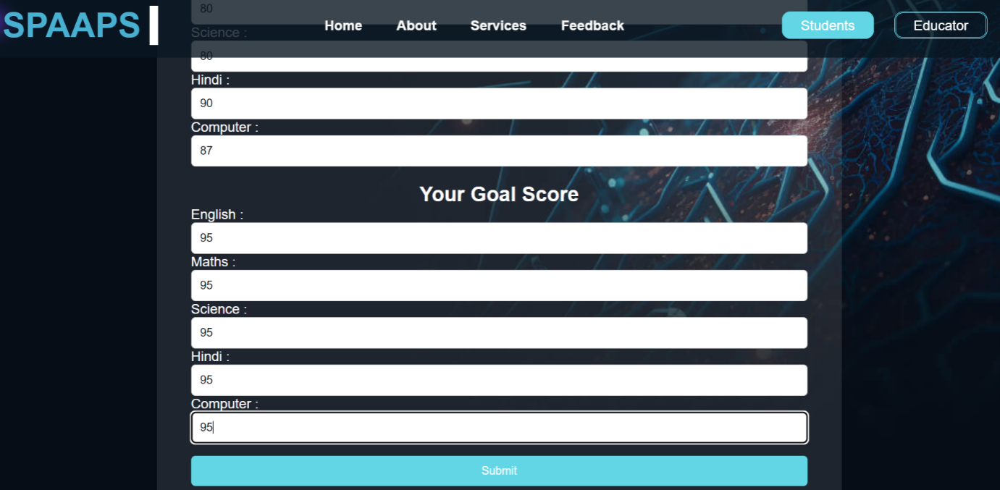 SPAAPS
Home About Services Feedback Students Educator
80
Science :
80
Hindi :
90
Computer :
87
Your Goal Score
English :
95
Maths :
95
Science :
95
Hindi :
95
Computer :
95
Submit